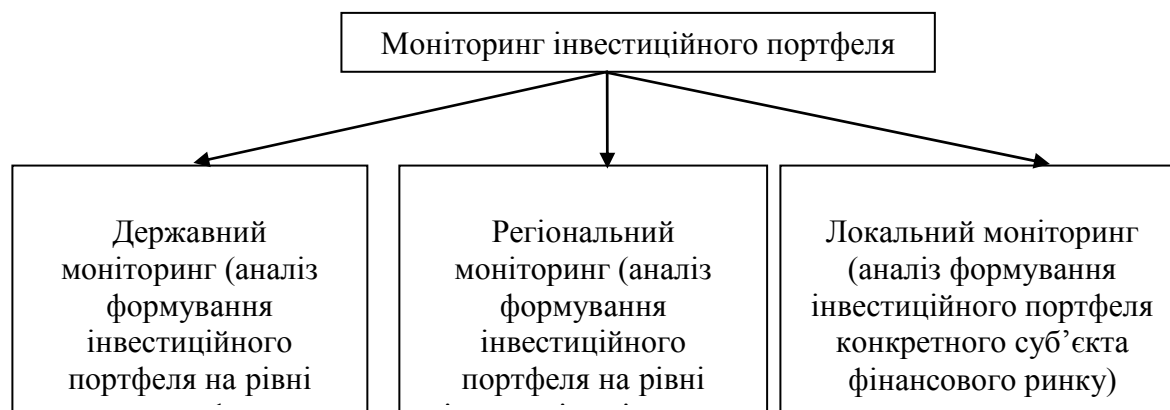 Моніторинг інвестиційного портфеля
Державний
моніторинг (аналіз
формування
інвестиційного
портфеля на рівні
Регіональний
моніторинг (аналіз
формування
інвестиційного
портфеля на рівні
Локальний моніторинг
(аналіз формування
інвестиційного портфеля
конкретного суб’єкта
фінансового ринку)